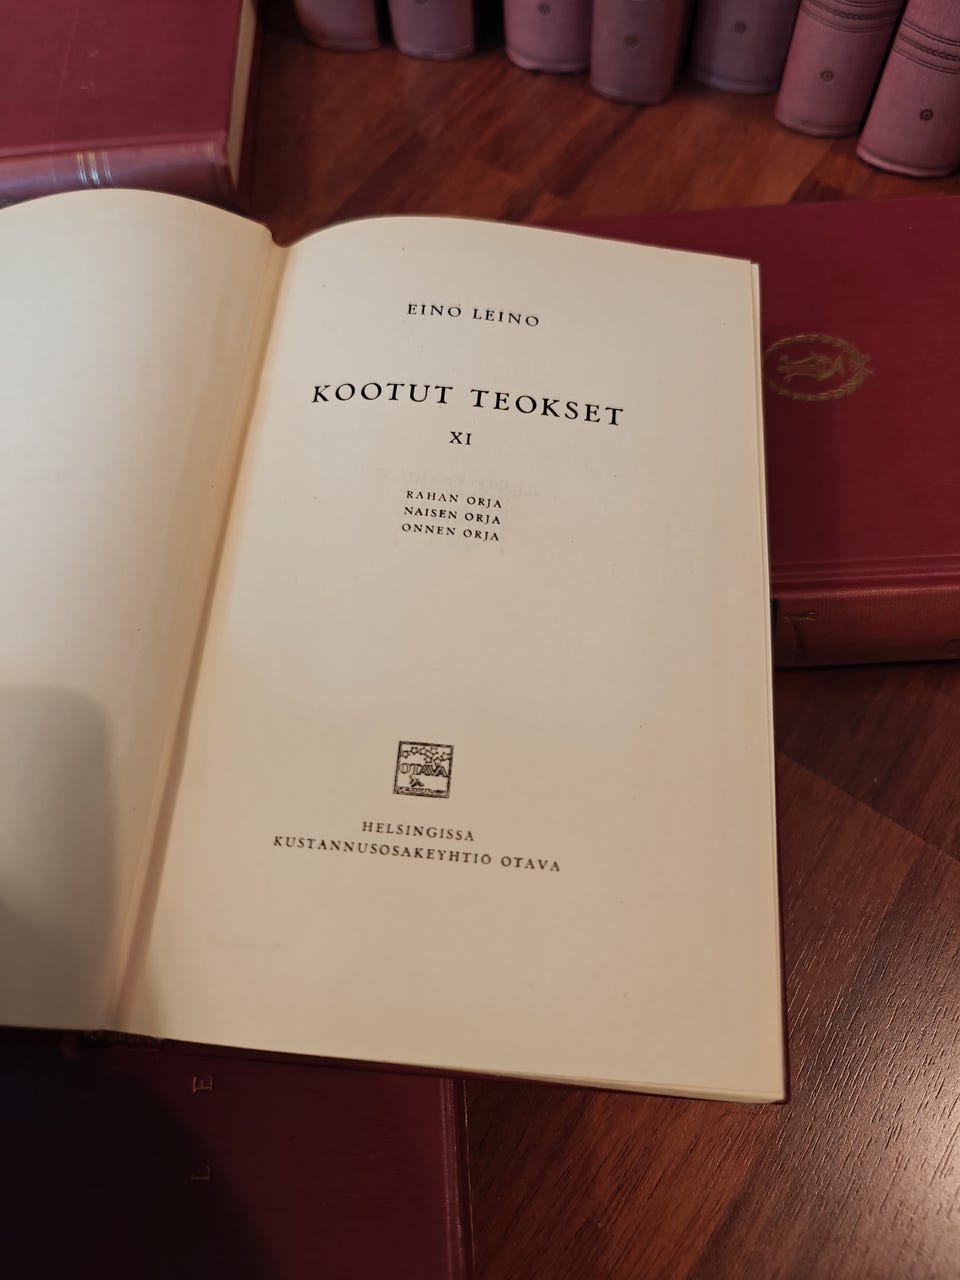 EINO LEINO
KOOTUT TEOKSET
XI
RAHAN ORJA
NAISEN ORJA
ONNEN ORJA
OTAVA
HELSINGISSÄ
KUSTANNUSOSAKEYHTIÖ OTAVA
L E